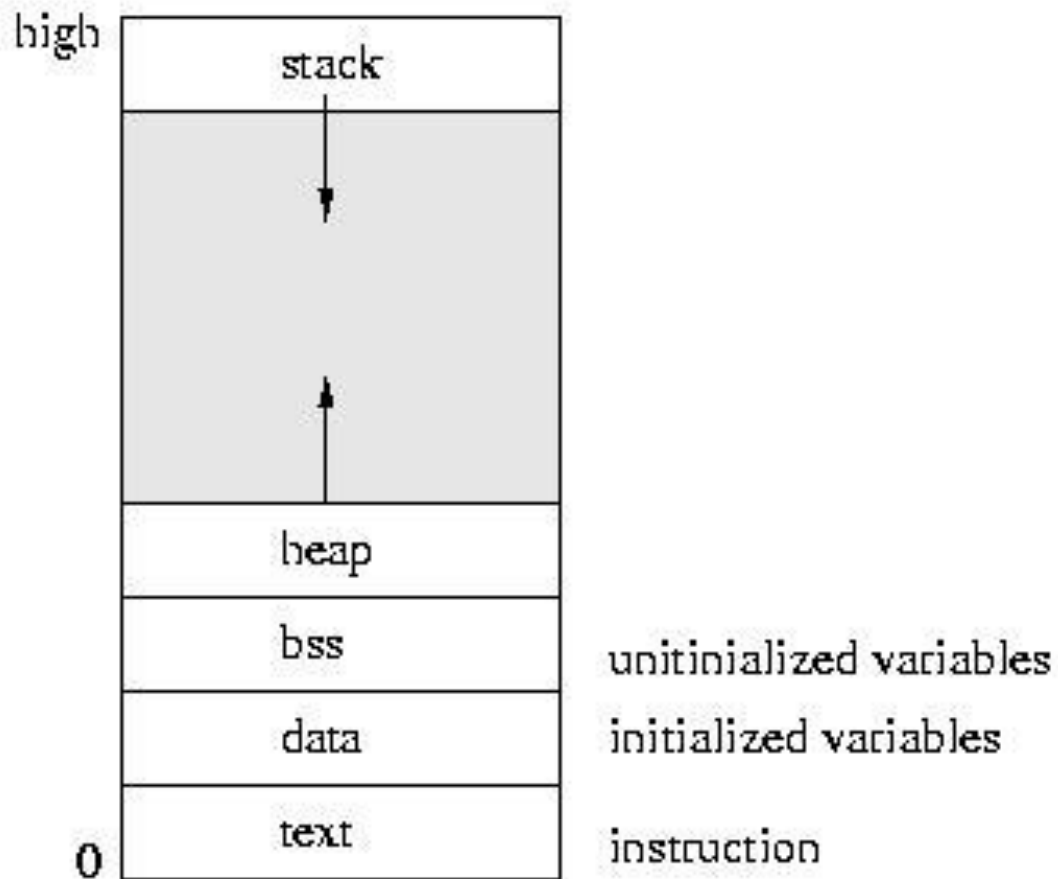 high
stack
heap
bss
unitinialized variables
data
initialized variables
text
instruction
0